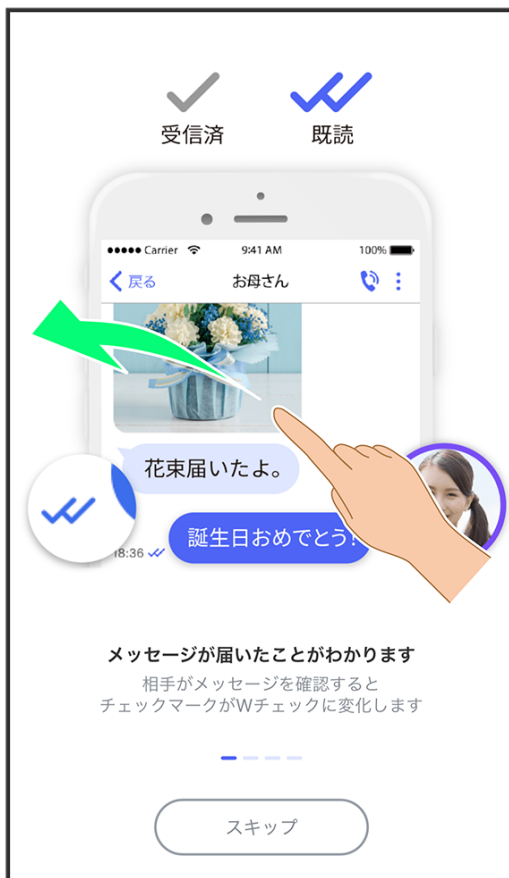 受信済 既読
●●●●● Carrier 9:41 AM 100%
戻る お母さん
花束届いたよ。
誕生日おめでとう!
18:36
メッセージが届いたことがわかります
相手がメッセージを確認すると
チェックマークがWチェックに変化します
スキップ